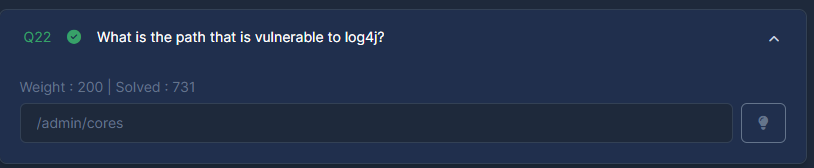 Q22 What is the path that is vulnerable to log4j?
Weight : 200 | Solved : 731
/admin/cores